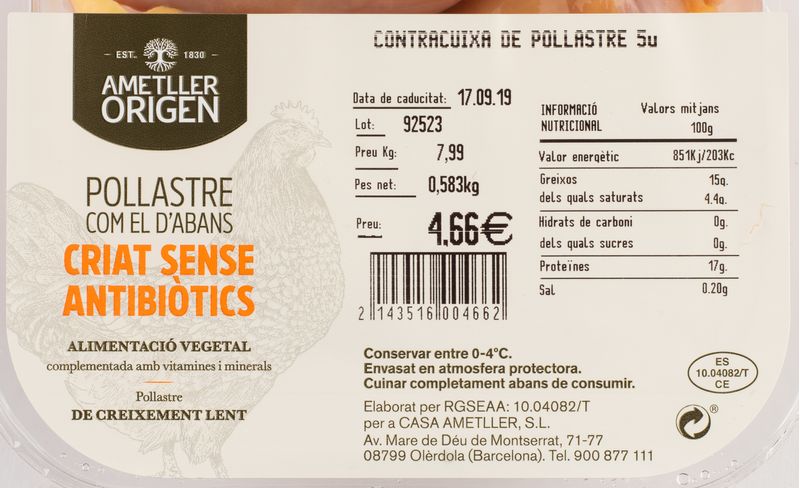 EST. 1830
AMETLLER
ORIGEN
POLLASTRE
COM EL D'ABANS
CRIAT SENSE
ANTIBIÒTICS
ALIMENTACIÓ VEGETAL
complementada amb vitamines i minerals
Pollastre
DE CREIXEMENT LENT
CONTRACUIXA DE POLLASTRE 5u
Data de caducitat: 17.09.19
Lot: 92523
Preu Kg: 7,99
Pes net: 0,583kg
Preu: 4,66€
2 143516 004662
INFORMACIÓ Valors mitjans
NUTRICIONAL 100g
Valor energètic 851Kj/203Kc
Greixos 15g.
dels quals saturats 4.4g.
Hidrats de carboni 0g.
dels quals sucres 0g.
Proteïnes 17g.
Sal 0.20g
Conservar entre 0-4°C.
Envasat en atmosfera protectora.
Cuinar completament abans de consumir.
Elaborat per RGSEAA: 10.04082/T
per a CASA AMETLLER, S.L.
Av. Mare de Déu de Montserrat, 71-77
08799 Olèrdola (Barcelona). Tel. 900 877 111
ES
10.04082/T
CE
®